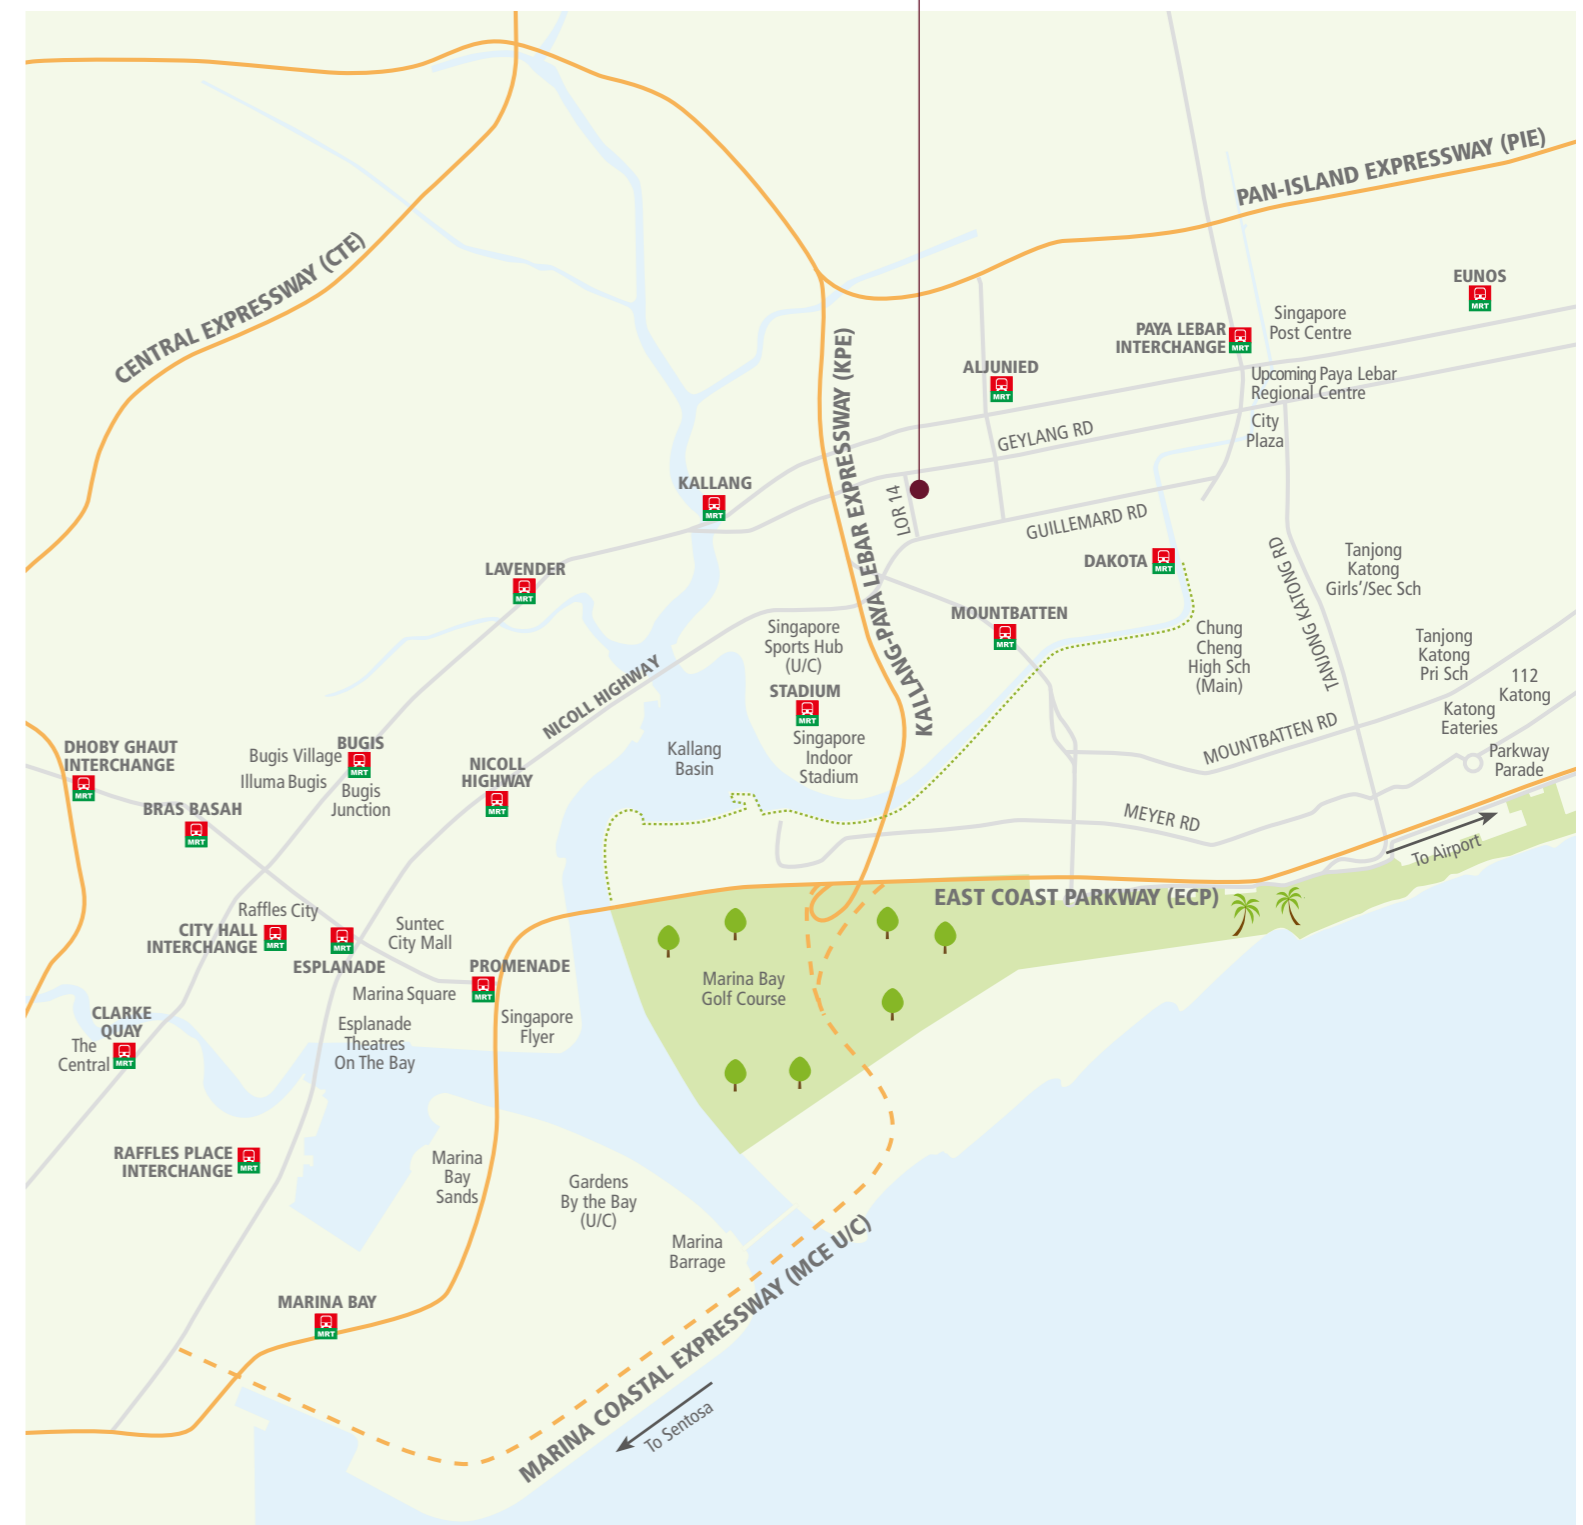 PAN-ISLAND EXPRESSWAY (PIE)
CENTRAL EXPRESSWAY (CTE)
EUNOS
MRT
Singapore
Post Centre
PAYA LEBAR
INTERCHANGE
MRT
ALJUNIED
MRT
Upcoming Paya Lebar
Regional Centre
City
Plaza
KALLANG-PAYA LEBAR EXPRESSWAY (KPE)
GEYLANG RD
KALLANG
MRT
LOR 14
GUILLEMARD RD
DAKOTA
MRT
LAVENDER
MRT
TANJONG KATONG RD
Tanjong
Katong
Girls'/Sec Sch
MOUNTBATTEN
MRT
Singapore
Sports Hub
(U/C)
Chung
Cheng
High Sch
(Main)
Tanjong
Katong
Pri Sch
112
Katong
NICOLL HIGHWAY
STADIUM
MRT
Singapore
Indoor
Stadium
Kallang
Basin
Katong
Eateries
MOUNTBATTEN RD
Parkway
Parade
DHOBY GHAUT
INTERCHANGE
MRT
Bugis Village
BUGIS
MRT
Illuma Bugis
Bugis
Junction
NICOLL
HIGHWAY
MRT
BRAS BASAH
MRT
MEYER RD
To Airport
EAST COAST PARKWAY (ECP)
Raffles City
CITY HALL
INTERCHANGE
MRT
MRT
ESPLANADE
Suntec
City Mall
PROMENADE
MRT
Marina Square
Marina Bay
Golf Course
Singapore
Flyer
Esplanade
Theatres
On The Bay
CLARKE
QUAY
MRT
The
Central
RAFFLES PLACE
INTERCHANGE
MRT
Marina
Bay
Sands
Gardens
By the Bay
(U/C)
Marina
Barrage
MARINA BAY
MRT
MARINA COASTAL EXPRESSWAY (MCE U/C)
To Sentosa